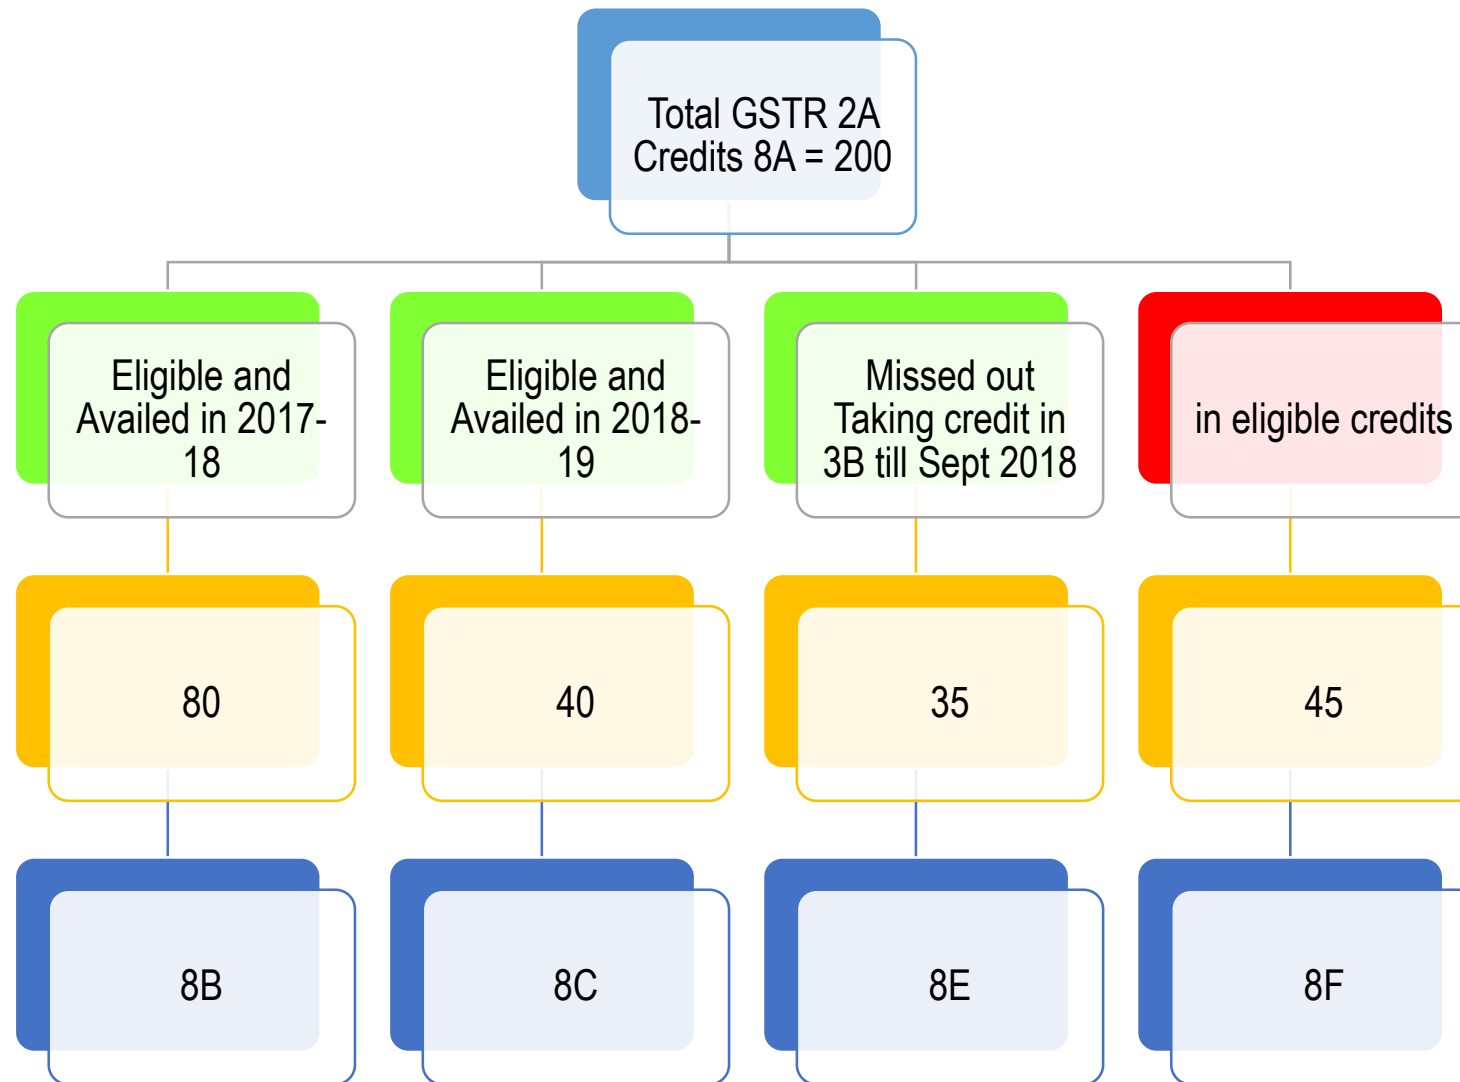 Total GSTR 2A
Credits 8A = 200
Eligible and
Availed in 2017-
18
Eligible and
Availed in 2018-
19
Missed out
Taking credit in
3B till Sept 2018
in eligible credits
80
40
35
45
8B
8C
8E
8F